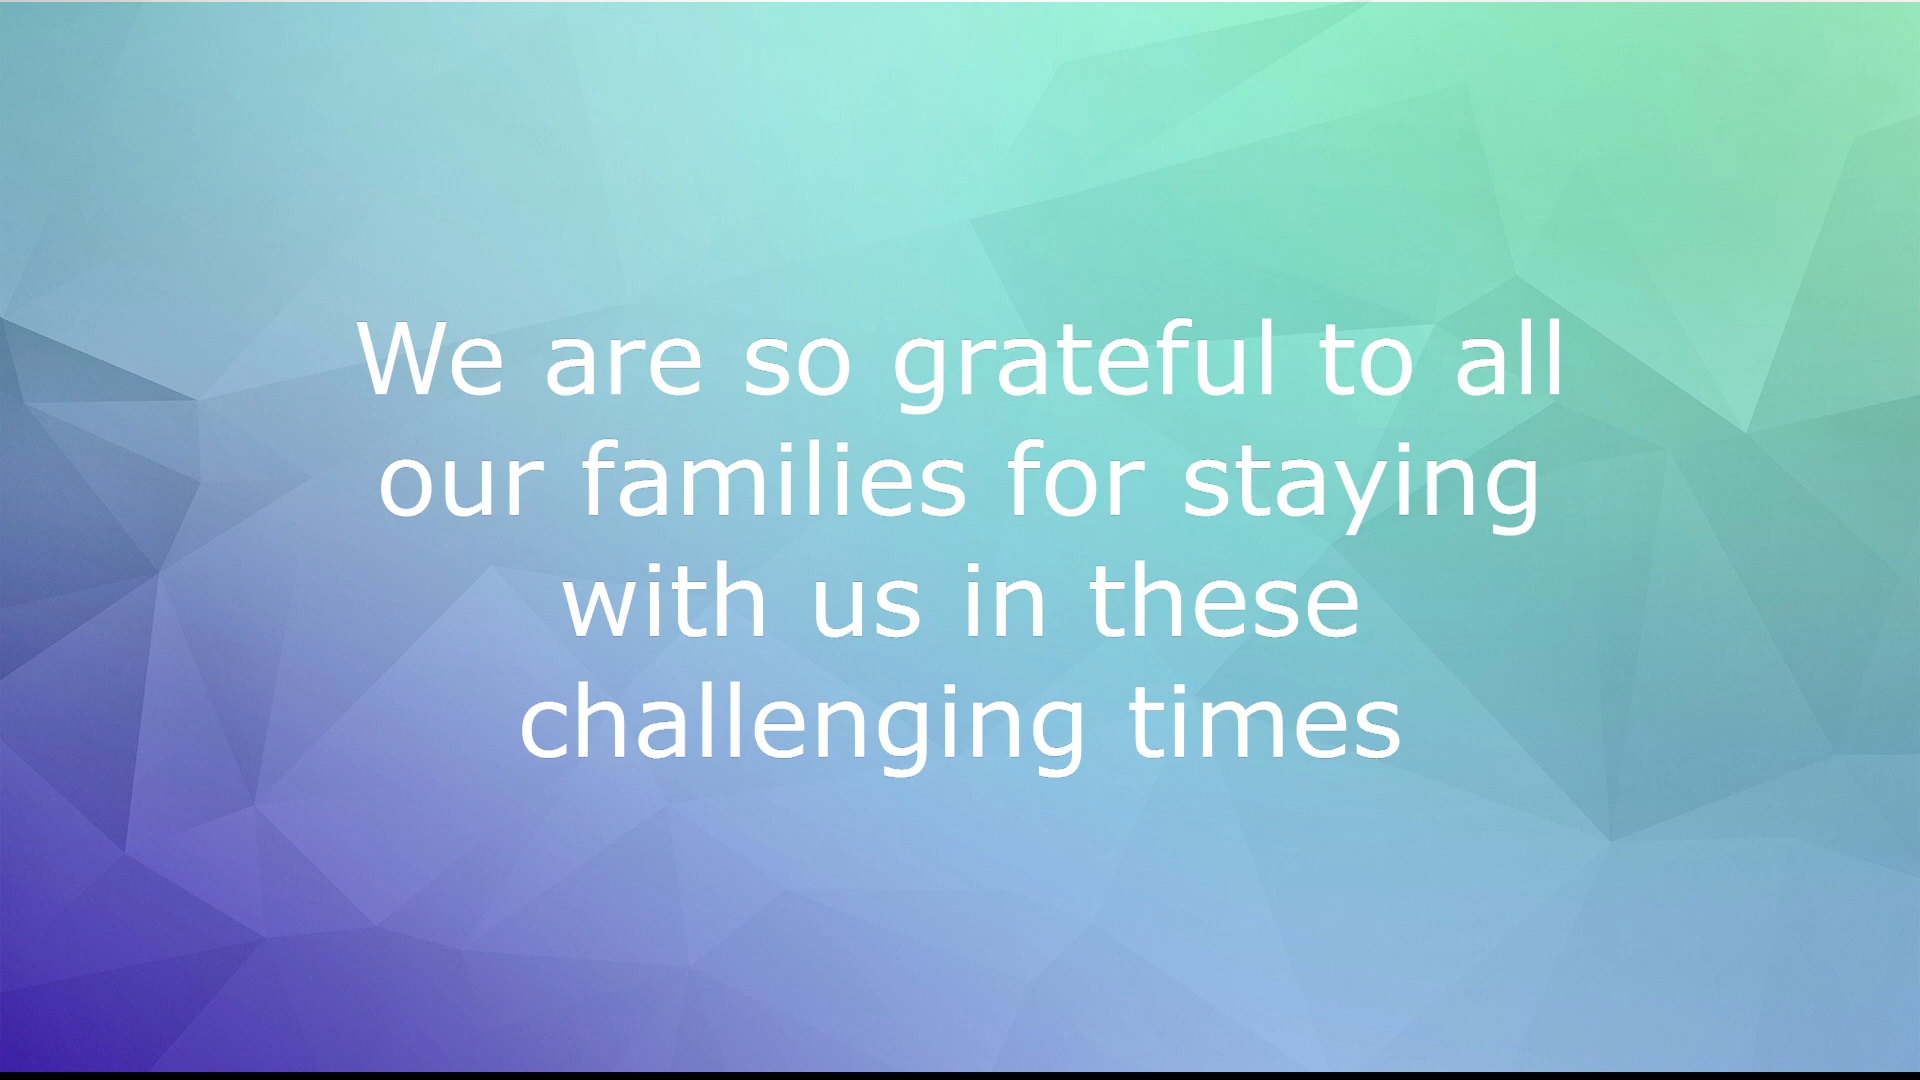 We are so grateful to all
our families for staying
with us in these
challenging times